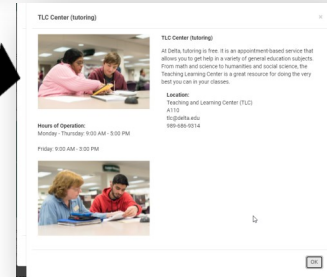 TLC Center (tutoring)
×
TLC Center (tutoring)
At Delta, tutoring is free. It is an appointment-based service that
allows you to get help in a variety of general education subjects.
From math and science to humanities and social science, the
Teaching Learning Center is a great resource for doing the very
best you can in your classes.
Location:
Teaching and Learning Center (TLC)
A110
tlc@delta.edu
989-686-9314
Hours of Operation:
Monday - Thursday: 9:00 AM - 5:00 PM
Friday: 9:00 AM - 3:00 PM
OK